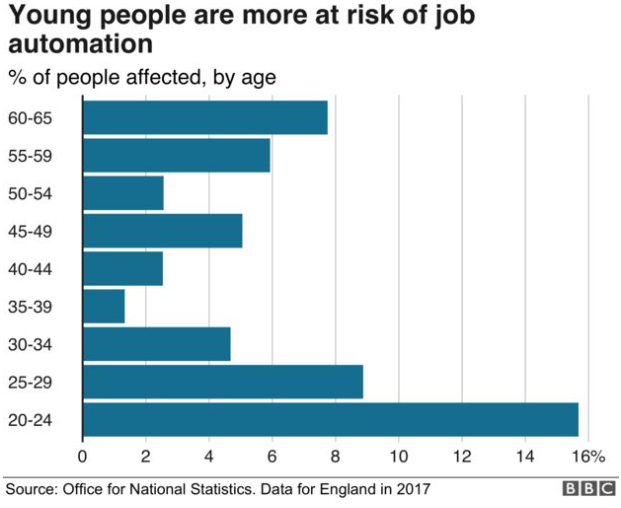 Young people are more at risk of job
automation
% of people affected, by age
60-65
55-59
50-54
45-49
40-44
35-39
30-34
25-29
20-24
0 2 4 6 8 10 12 14 16%
Source: Office for National Statistics. Data for England in 2017 BBC